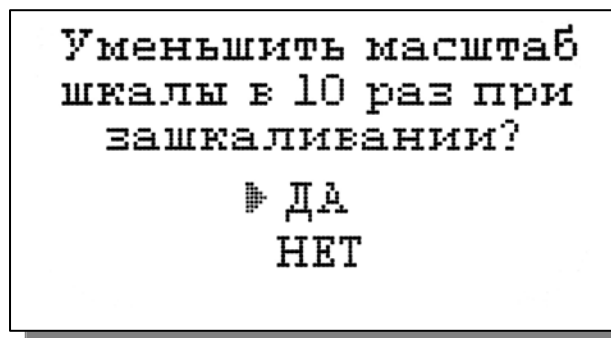 Уменьшить масштаб
шкалы в 10 раз при
зашкаливании?
ДА
НЕТ